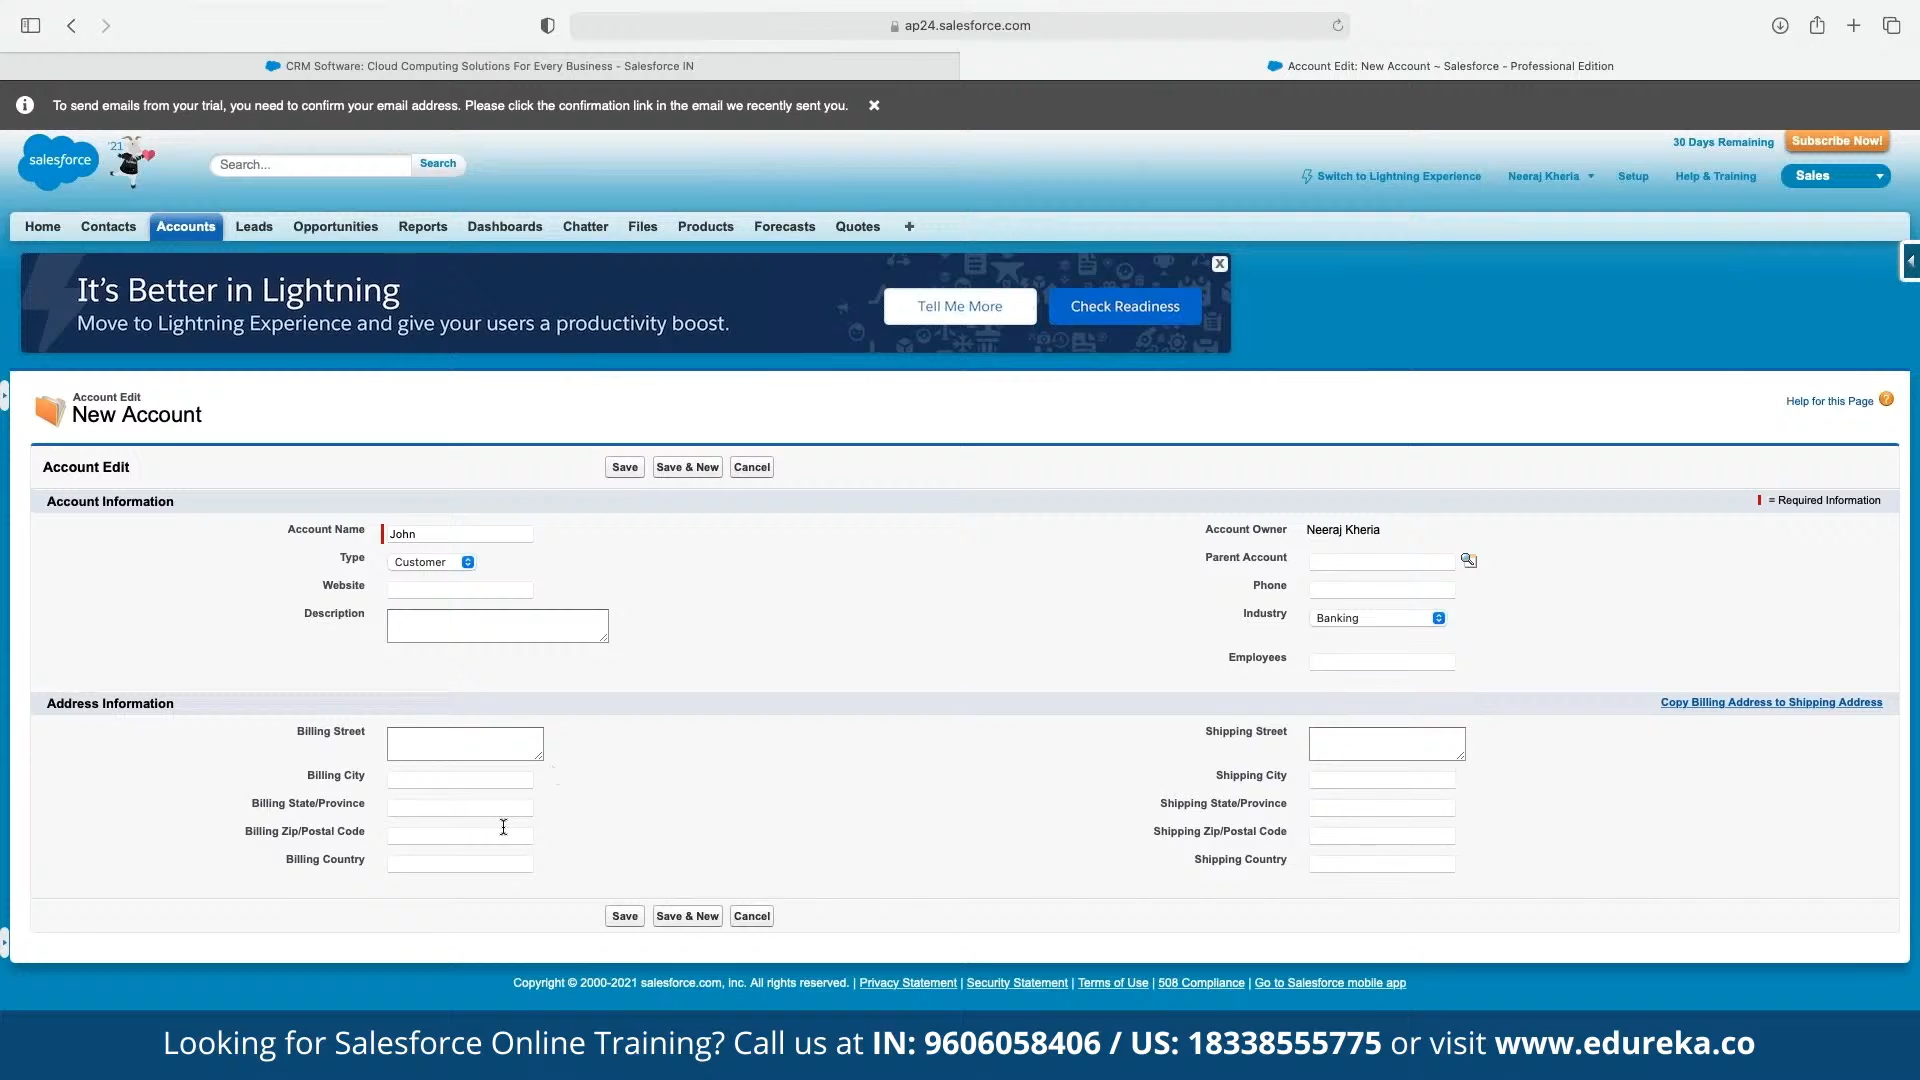 ap24.salesforce.com
CRM Software: Cloud Computing Solutions For Every Business - Salesforce IN
Account Edit: New Account ~ Salesforce - Professional Edition
To send emails from your trial, you need to confirm your email address. Please click the confirmation link in the email we recently sent you.
salesforce
'21
Search...
Search
30 Days Remaining
Subscribe Now!
Switch to Lightning Experience
Neeraj Kheria
Setup
Help & Training
Sales
Home Contacts Accounts Leads Opportunities Reports Dashboards Chatter Files Products Forecasts Quotes +
It's Better in Lightning
Move to Lightning Experience and give your users a productivity boost.
Tell Me More
Check Readiness
X
Account Edit
New Account
Help for this Page ?
Account Edit
Save
Save & New
Cancel
Account Information
= Required Information
Account Name John
Account Owner Neeraj Kheria
Type Customer
Parent Account
Website
Phone
Description
Industry Banking
Employees
Address Information
Copy Billing Address to Shipping Address
Billing Street
Shipping Street
Billing City
Shipping City
Billing State/Province
Shipping State/Province
Billing Zip/Postal Code
Shipping Zip/Postal Code
Billing Country
Shipping Country
Save
Save & New
Cancel
Copyright © 2000-2021 salesforce.com, inc. All rights reserved. | Privacy Statement | Security Statement | Terms of Use | 508 Compliance | Go to Salesforce mobile app
Looking for Salesforce Online Training? Call us at IN: 9606058406 / US: 18338555775 or visit www.edureka.co